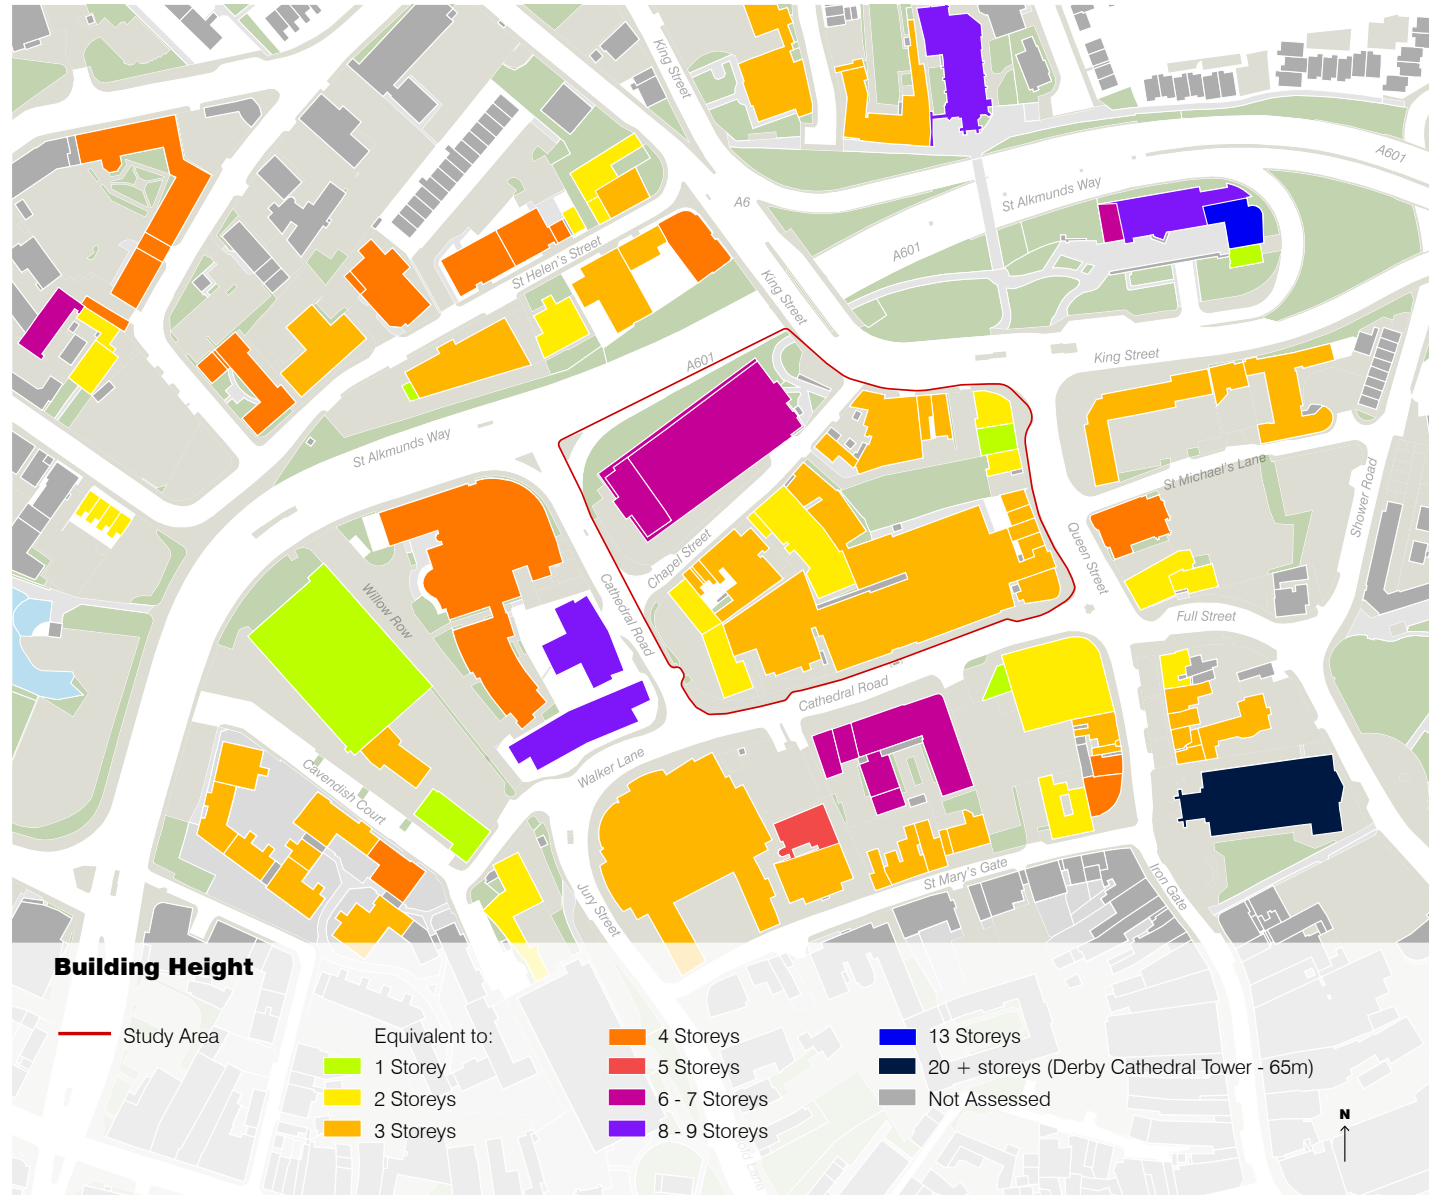 King Street
A6
A601
St Alkmunds Way
A601
St Helen's Street
King Street
A601
King Street
St Alkmunds Way
St Michael's Lane
Shower Road
Chapel Street
Queen Street
Willow Row
Cathedral Road
Full Street
Cathedral Road
Walker Lane
Cavendish Court
St Mary's Gate
Iron Gate
Jury Street
Building Height
Study Area
Equivalent to:
1 Storey
2 Storeys
3 Storeys
4 Storeys
5 Storeys
6 - 7 Storeys
8 - 9 Storeys
13 Storeys
20 + storeys (Derby Cathedral Tower - 65m)
Not Assessed
N